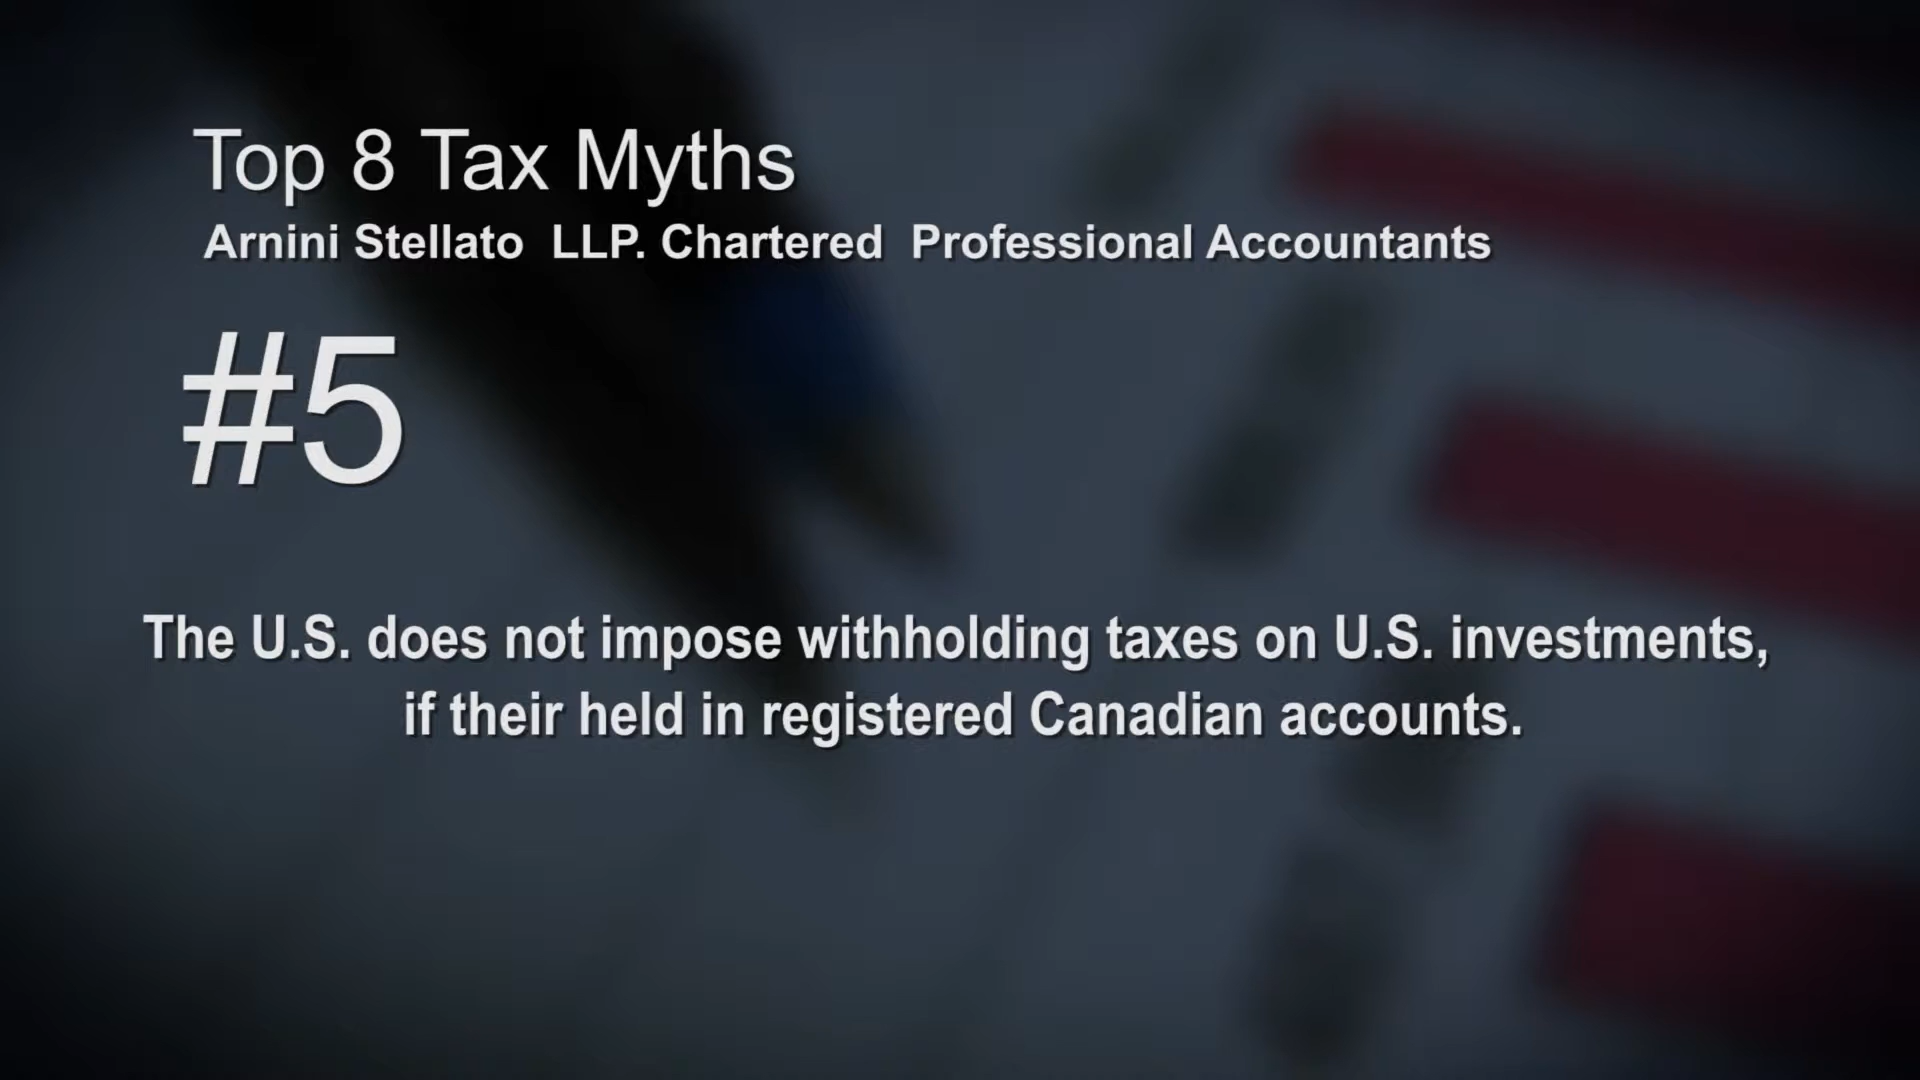 Top 8 Tax Myths
Arnini Stellato LLP. Chartered Professional Accountants
#5
The U.S. does not impose withholding taxes on U.S. investments,
if their held in registered Canadian accounts.